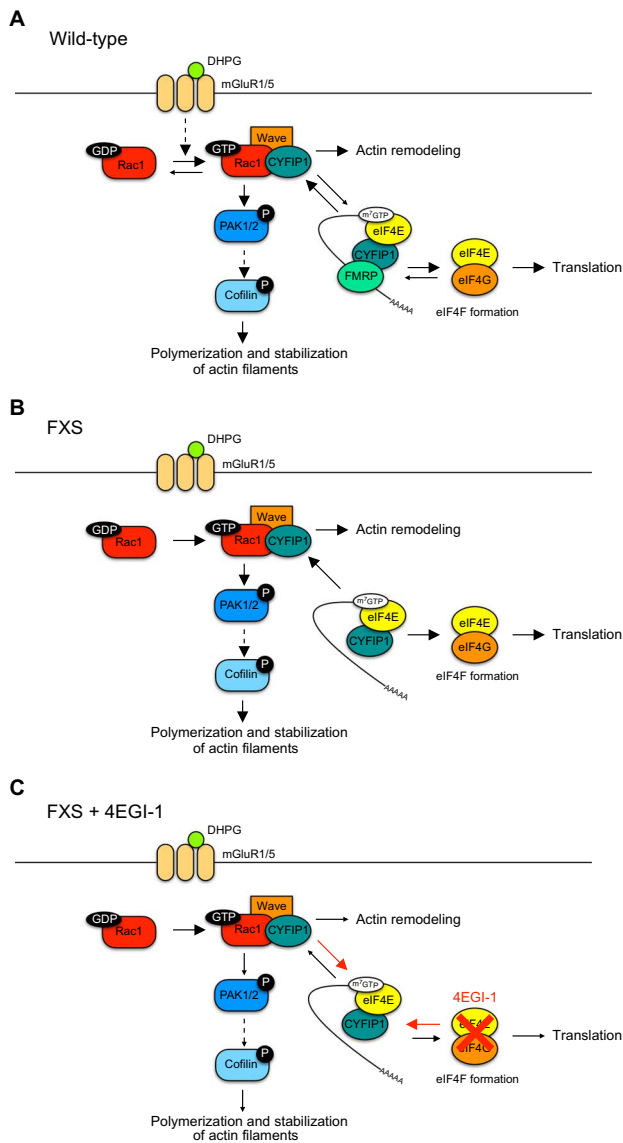 A
Wild-type
DHPG
mGluR1/5
GDP
Rac1
GTP
Wave
Rac1
CYFIP1
Actin remodeling
P
PAK1/2
m⁷GTP
eIF4E
CYFIP1
FMRP
AAAAA
eIF4E
eIF4G
Translation
eIF4F formation
P
Cofilin
Polymerization and stabilization
of actin filaments
B
FXS
DHPG
mGluR1/5
GDP
Rac1
GTP
Wave
Rac1
CYFIP1
Actin remodeling
P
PAK1/2
m⁷GTP
eIF4E
CYFIP1
AAAAA
eIF4E
eIF4G
Translation
eIF4F formation
P
Cofilin
Polymerization and stabilization
of actin filaments
C
FXS + 4EGI-1
DHPG
mGluR1/5
GDP
Rac1
GTP
Wave
Rac1
CYFIP1
Actin remodeling
P
PAK1/2
m⁷GTP
eIF4E
CYFIP1
AAAAA
4EGI-1
eIF4E
eIF4G
Translation
eIF4F formation
P
Cofilin
Polymerization and stabilization
of actin filaments